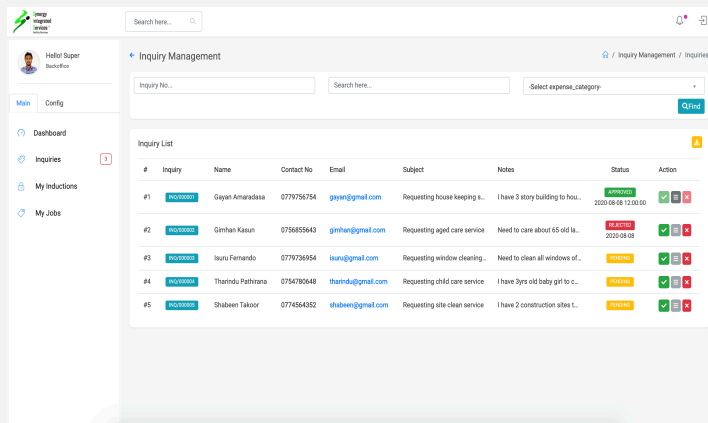 Synergy
Integrated
Services
Search here...
Hello! Super
Backoffice
Main Config
Dashboard
Inquiries 3
My Inductions
My Jobs
Inquiry Management
/ Inquiry Management / Inquiries
Inquiry No...
Search here...
-Select expense_category-
Find
Inquiry List
# Inquiry Name Contact No Email Subject Notes Status Action
#1 INQ/000001 Gayan Amaradasa 0779756754 gayan@gmail.com Requesting house keeping s... I have 3 story building to hou... APPROVED
2020-08-08 12:00:00
#2 INQ/000002 Gimhan Kasun 0756855643 gimhan@gmail.com Requesting aged care service Need to care about 65 old la... REJECTED
2020-08-08
#3 INQ/000003 Isuru Fernando 0779736954 isuru@gmail.com Requesting window cleaning... Need to clean all windows of... PENDING
#4 INQ/000004 Tharindu Pathirana 0754780648 tharindu@gmail.com Requesting child care service I have 3yrs old baby girl to c... PENDING
#5 INQ/000005 Shabeen Takoor 0774564352 shabeen@gmail.com Requesting site clean service I have 2 construction sites t... PENDING